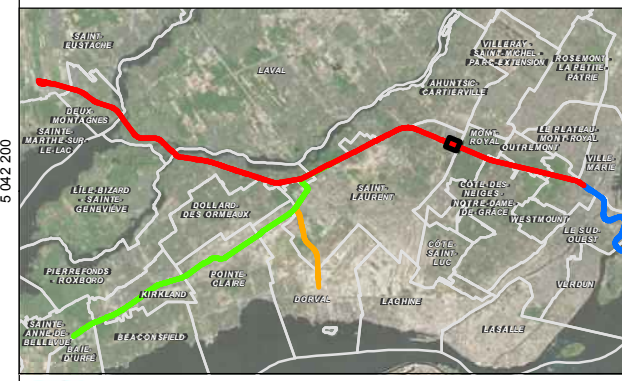 SAINT-
EUSTACHE
LAVAL
VILLERAY-
SAINT-MICHEL-
PARC-EXTENSION
ROSEMONT-
LA PETITE-
PATRIE
AHUNTSIC-
CARTIERVILLE
DEUX-
MONTAGNES
SAINTE-
MARTHE-SUR-
LE-LAC
MONT-
ROYAL
LE PLATEAU-
MONT-ROYAL
OUTREMONT
VILLE-
MARIE
5 042 200
L'ÎLE-BIZARD
- SAINTE-
GENEVIÈVE
SAINT-
LAURENT
CÔTE-DES-
NEIGES-
NOTRE-DAME-
DE-GRÂCE
DOLLARD-
DES ORMEAUX
WESTMOUNT
LE SUD-
OUEST
CÔTE-
SAINT-
LUC
PIERREFONDS
- ROXBORO
POINTE-
CLAIRE
KIRKLAND
DORVAL
LACHINE
VERDUN
SAINTE-
ANNE-DE-
BELLEVUE
BAIE-
D'URFÉ
BEACONSFIELD
LASALLE